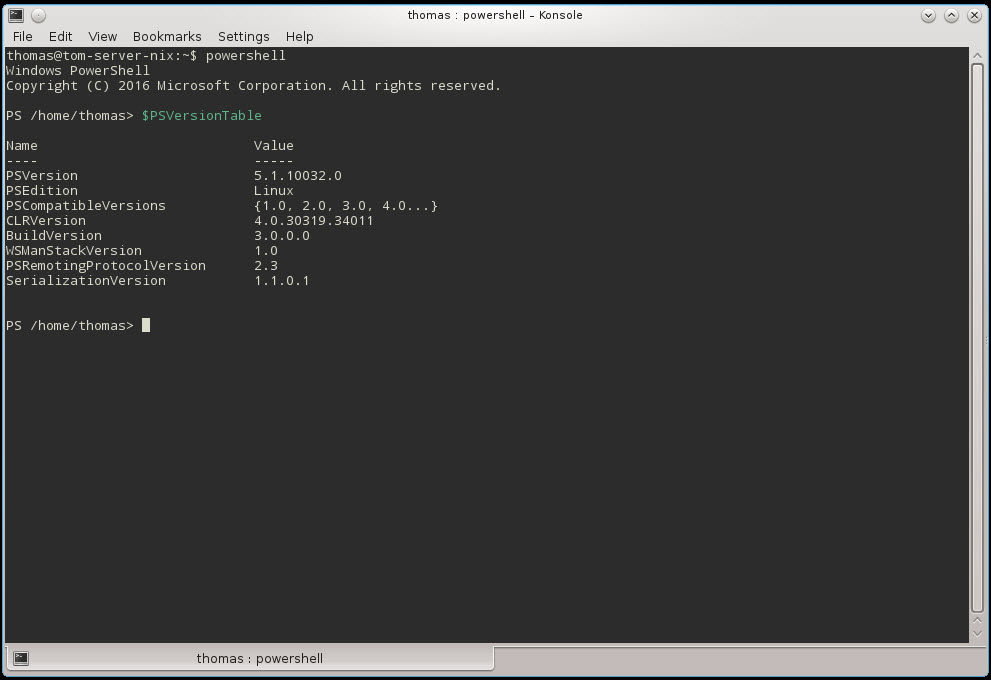 thomas : powershell – Konsole
File Edit View Bookmarks Settings Help
thomas@tom-server-nix:~$ powershell
Windows PowerShell
Copyright (C) 2016 Microsoft Corporation. All rights reserved.
PS /home/thomas> $PSVersionTable
Name Value
---- -----
PSVersion 5.1.10032.0
PSEdition Linux
PSCompatibleVersions {1.0, 2.0, 3.0, 4.0...}
CLRVersion 4.0.30319.34011
BuildVersion 3.0.0.0
WSManStackVersion 1.0
PSRemotingProtocolVersion 2.3
SerializationVersion 1.1.0.1
PS /home/thomas>
thomas : powershell